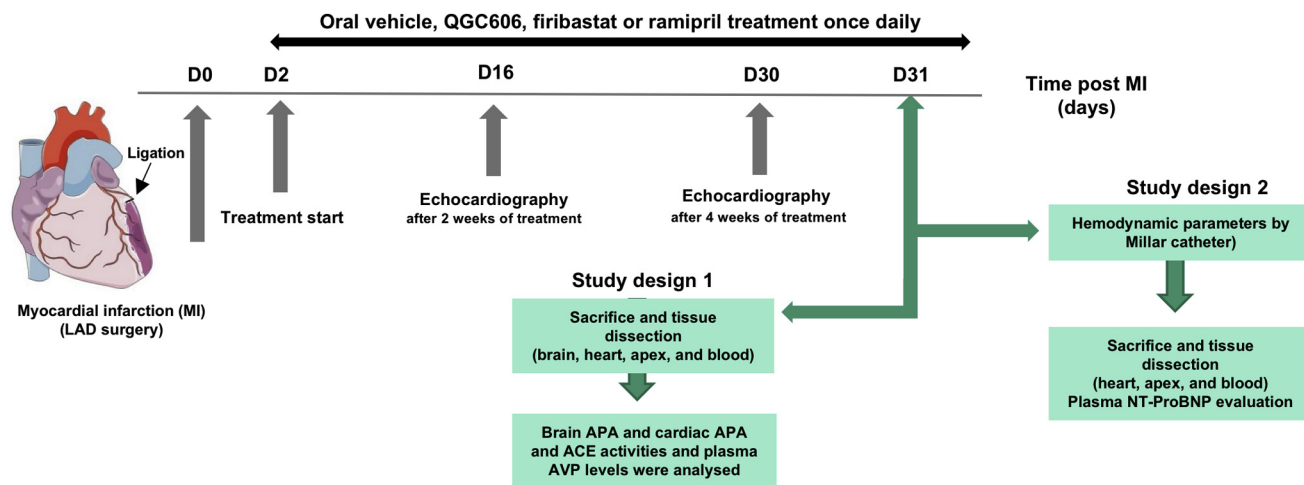 Oral vehicle, QGC606, firibastat or ramipril treatment once daily
D0
D2
D16
D30
D31
Time post MI
(days)
Ligation
Treatment start
Echocardiography
after 2 weeks of treatment
Echocardiography
after 4 weeks of treatment
Myocardial infarction (MI)
(LAD surgery)
Study design 1
Sacrifice and tissue
dissection
(brain, heart, apex, and blood)
Brain APA and cardiac APA
and ACE activities and plasma
AVP levels were analysed
Study design 2
Hemodynamic parameters by
Millar catheter)
Sacrifice and tissue
dissection
(heart, apex, and blood)
Plasma NT-ProBNP evaluation